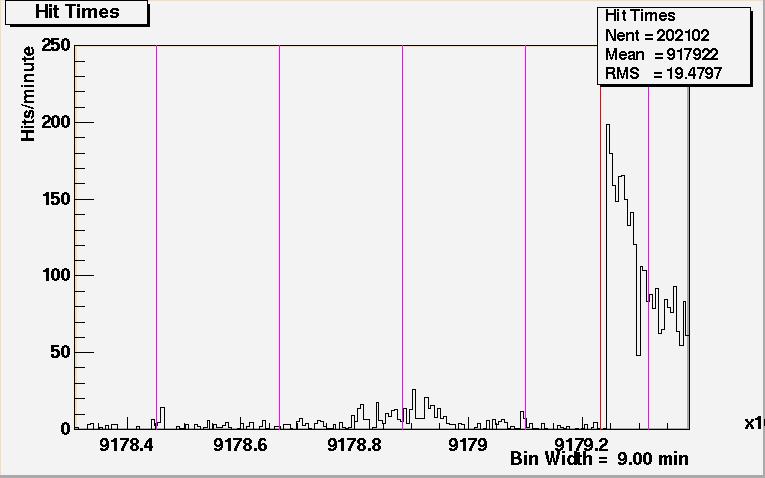 Hit Times
Hit Times
Nent = 202102
Mean = 917922
RMS = 19.4797
Hits/minute
250
200
150
100
50
0
9178.4 9178.6 9178.8 9179 9179.2
Bin Width = 9.00 min